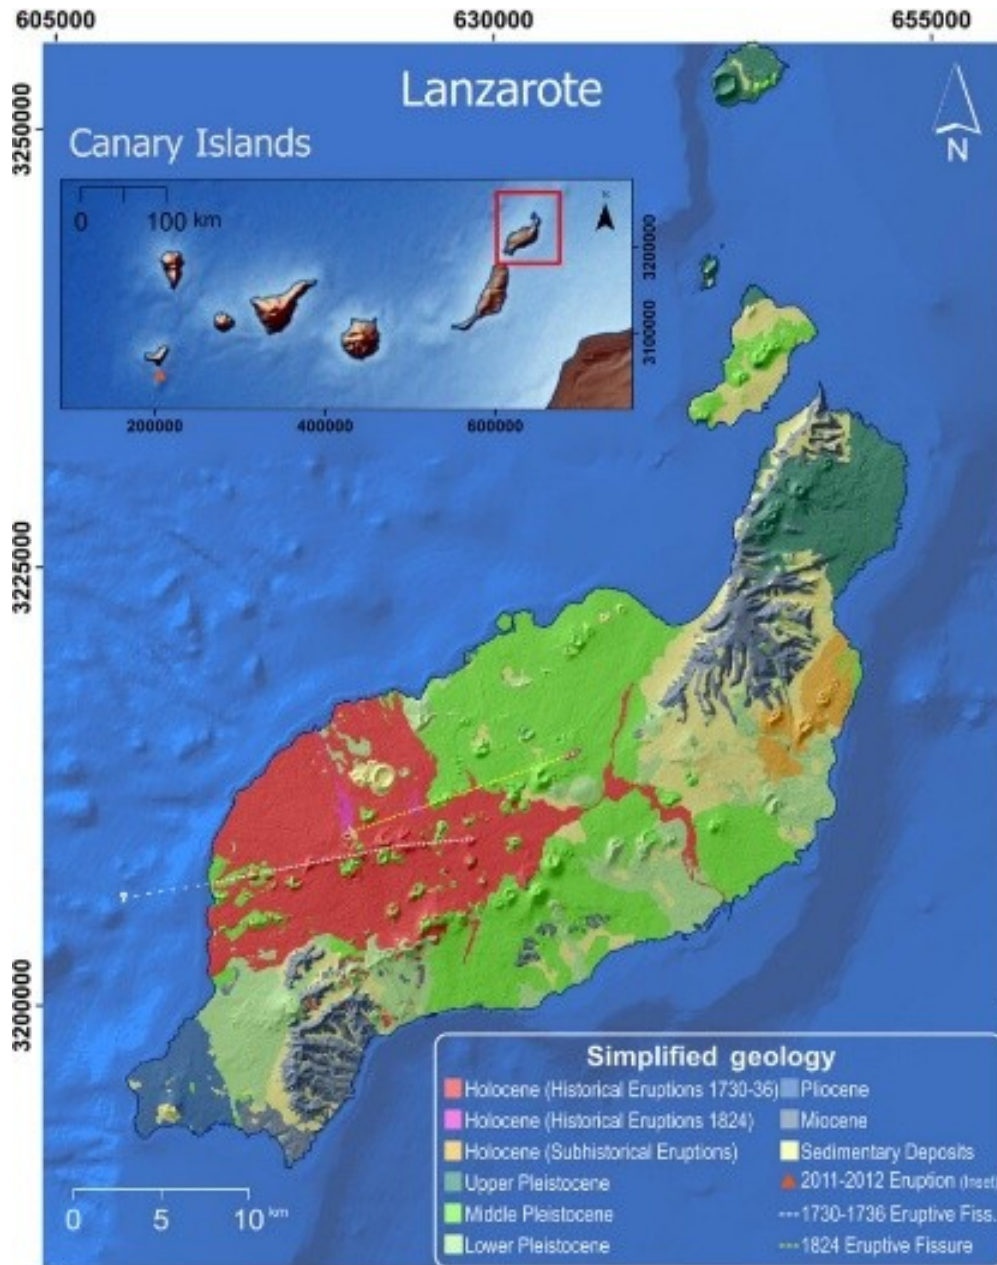 605000 630000 655000
Lanzarote
3250000
Canary Islands
N
0 100 km
3200000
3100000
200000 400000 600000
3225000
?
3200000
Simplified geology
Holocene (Historical Eruptions 1730-36)
Holocene (Historical Eruptions 1824)
Holocene (Subhistorical Eruptions)
Upper Pleistocene
Middle Pleistocene
Lower Pleistocene
Pliocene
Miocene
Sedimentary Deposits
2011-2012 Eruption (Inset)
1730-1736 Eruptive Fiss.
1824 Eruptive Fissure
0 5 10 km